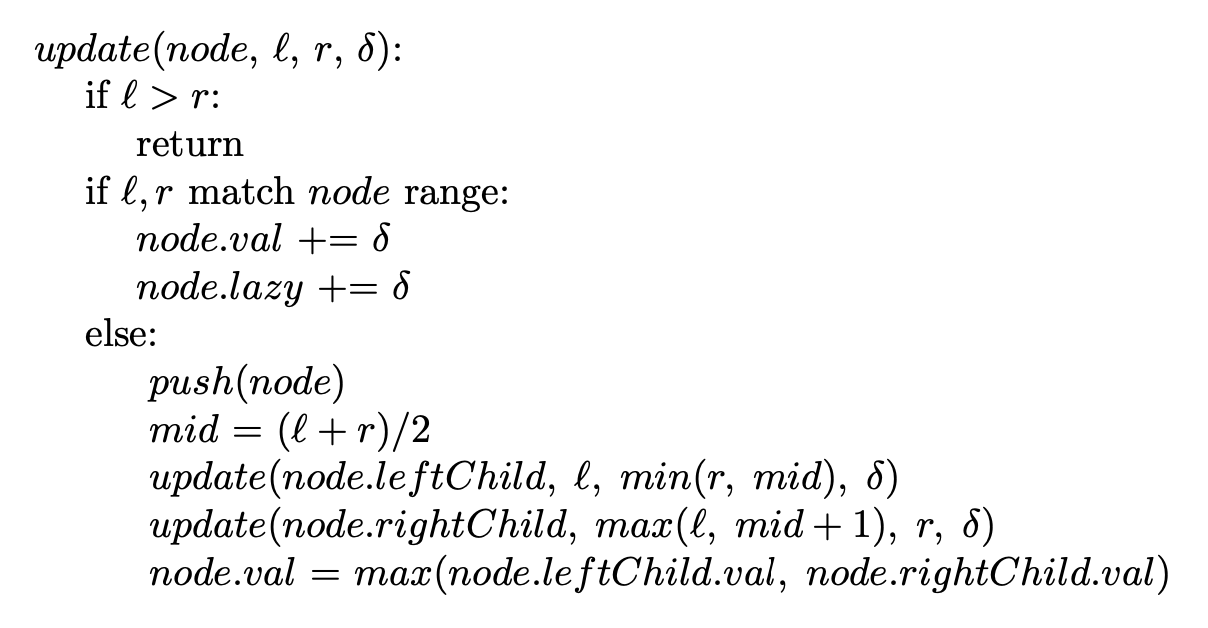 update(node, ℓ, r, δ):
if ℓ > r:
return
if ℓ, r match node range:
node.val += δ
node.lazy += δ
else:
push(node)
mid = (ℓ + r)/2
update(node.leftChild, ℓ, min(r, mid), δ)
update(node.rightChild, max(ℓ, mid + 1), r, δ)
node.val = max(node.leftChild.val, node.rightChild.val)